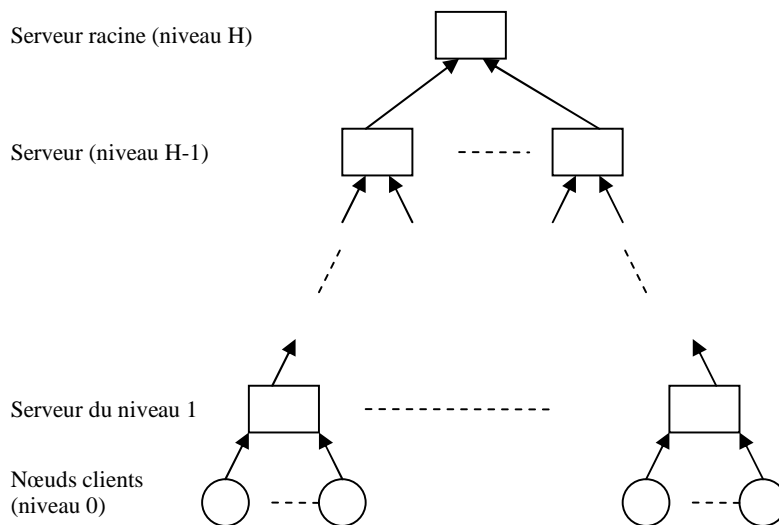 Serveur racine (niveau H)
Serveur (niveau H-1)
Serveur du niveau 1
Nœuds clients
(niveau 0)